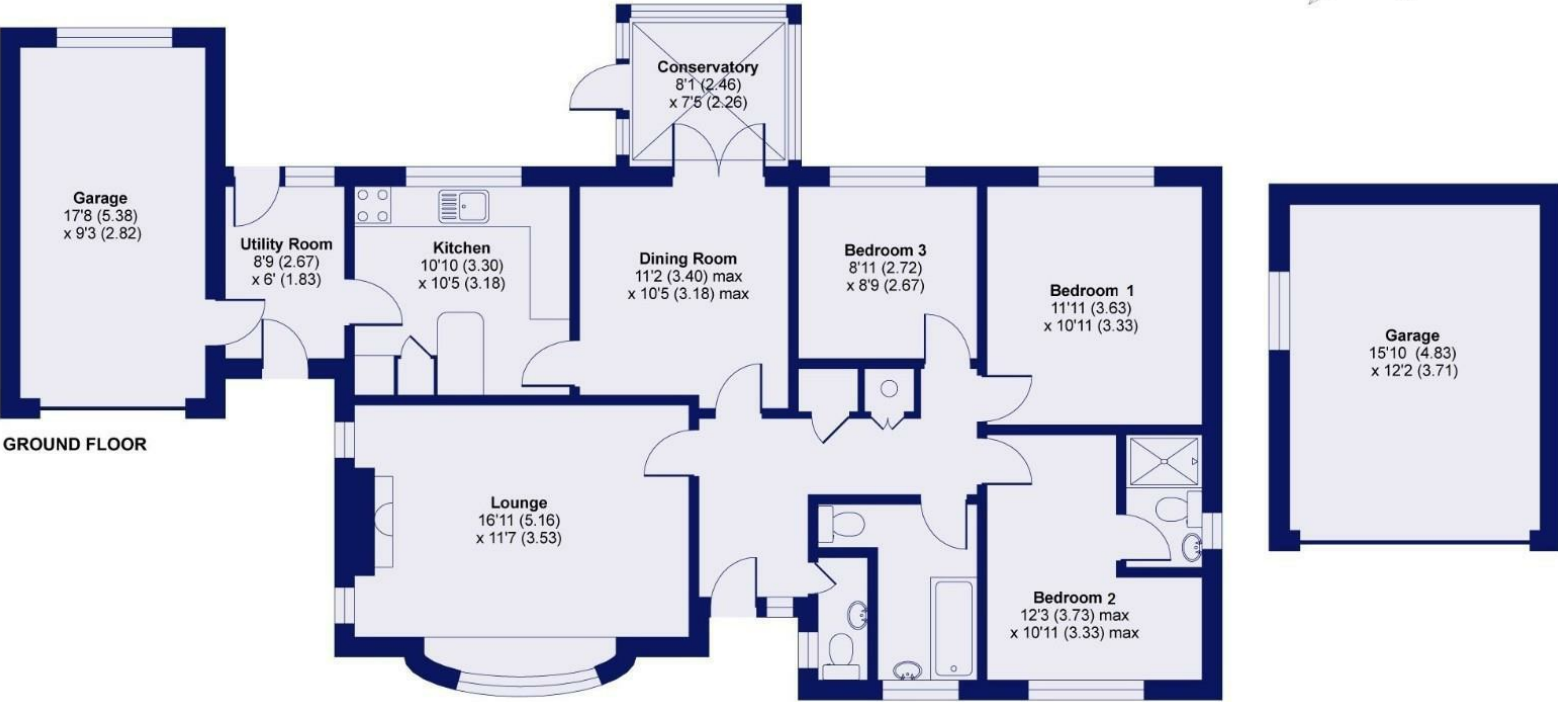 Conservatory
8'1 (2.46)
x 7'5 (2.26)
Garage
17'8 (5.38)
x 9'3 (2.82)
Utility Room
8'9 (2.67)
x 6' (1.83)
Kitchen
10'10 (3.30)
x 10'5 (3.18)
Dining Room
11'2 (3.40) max
x 10'5 (3.18) max
Bedroom 3
8'11 (2.72)
x 8'9 (2.67)
Bedroom 1
11'11 (3.63)
x 10'11 (3.33)
Garage
15'10 (4.83)
x 12'2 (3.71)
GROUND FLOOR
Lounge
16'11 (5.16)
x 11'7 (3.53)
Bedroom 2
12'3 (3.73) max
x 10'11 (3.33) max